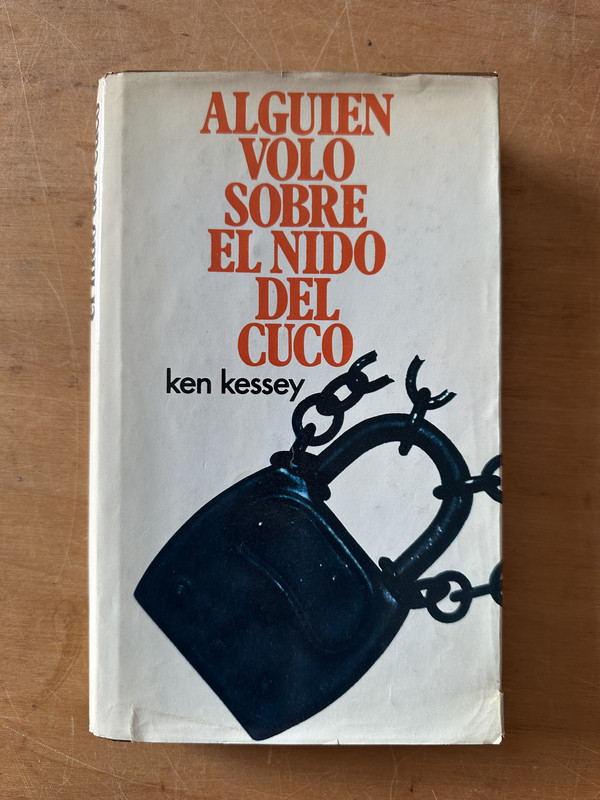 ALGUIEN
VOLO
SOBRE
EL NIDO
DEL
CUCO
ken kessey